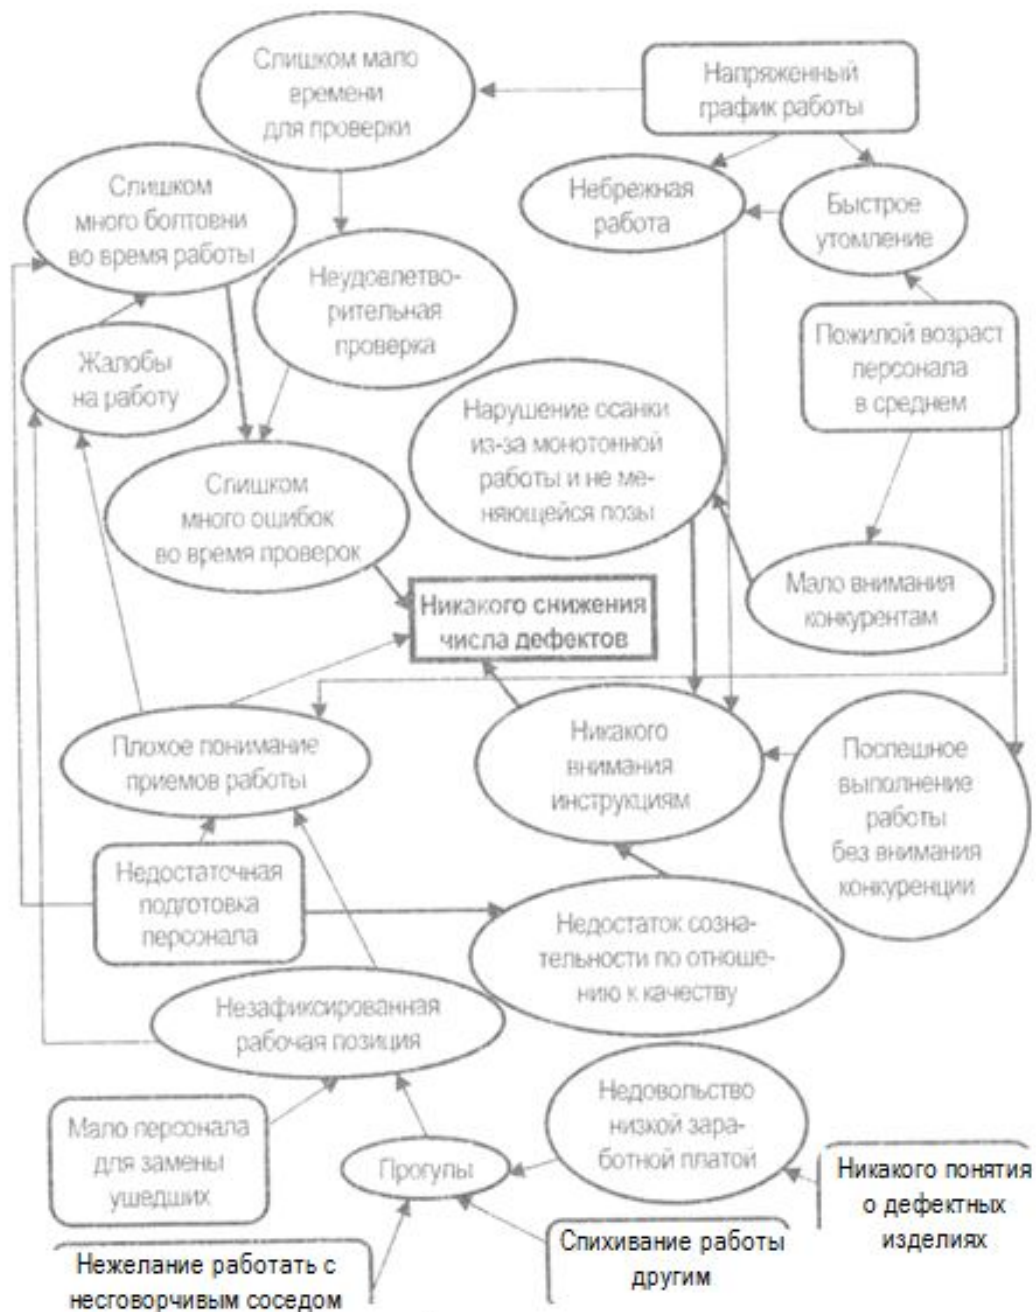 Слишком мало
времени
для проверки
Напряженный
график работы
Слишком
много болтовни
во время работы
Небрежная
работа
Быстрое
утомление
Неудовлетво-
рительная
проверка
Жалобы
на работу
Пожилой возраст
персонала
в среднем
Нарушение осанки
из-за монотонной
работы и не ме-
няющейся позы
Слишком
много ошибок
во время проверок
Мало внимания
конкурентам
Никакого снижения
числа дефектов
Плохое понимание
приемов работы
Никакого
внимания
инструкциям
Поспешное
выполнение
работы
без внимания
конкуренции
Недостаточная
подготовка
персонала
Недостаток созна-
тельности по отноше-
нию к качеству
Незафиксированная
рабочая позиция
Мало персонала
для замены
ушедших
Прогулы
Недовольство
низкой зара-
ботной платой
Никакого понятия
о дефектных
изделиях
Спихивание работы
другим
Нежелание работать с
несговорчивым соседом